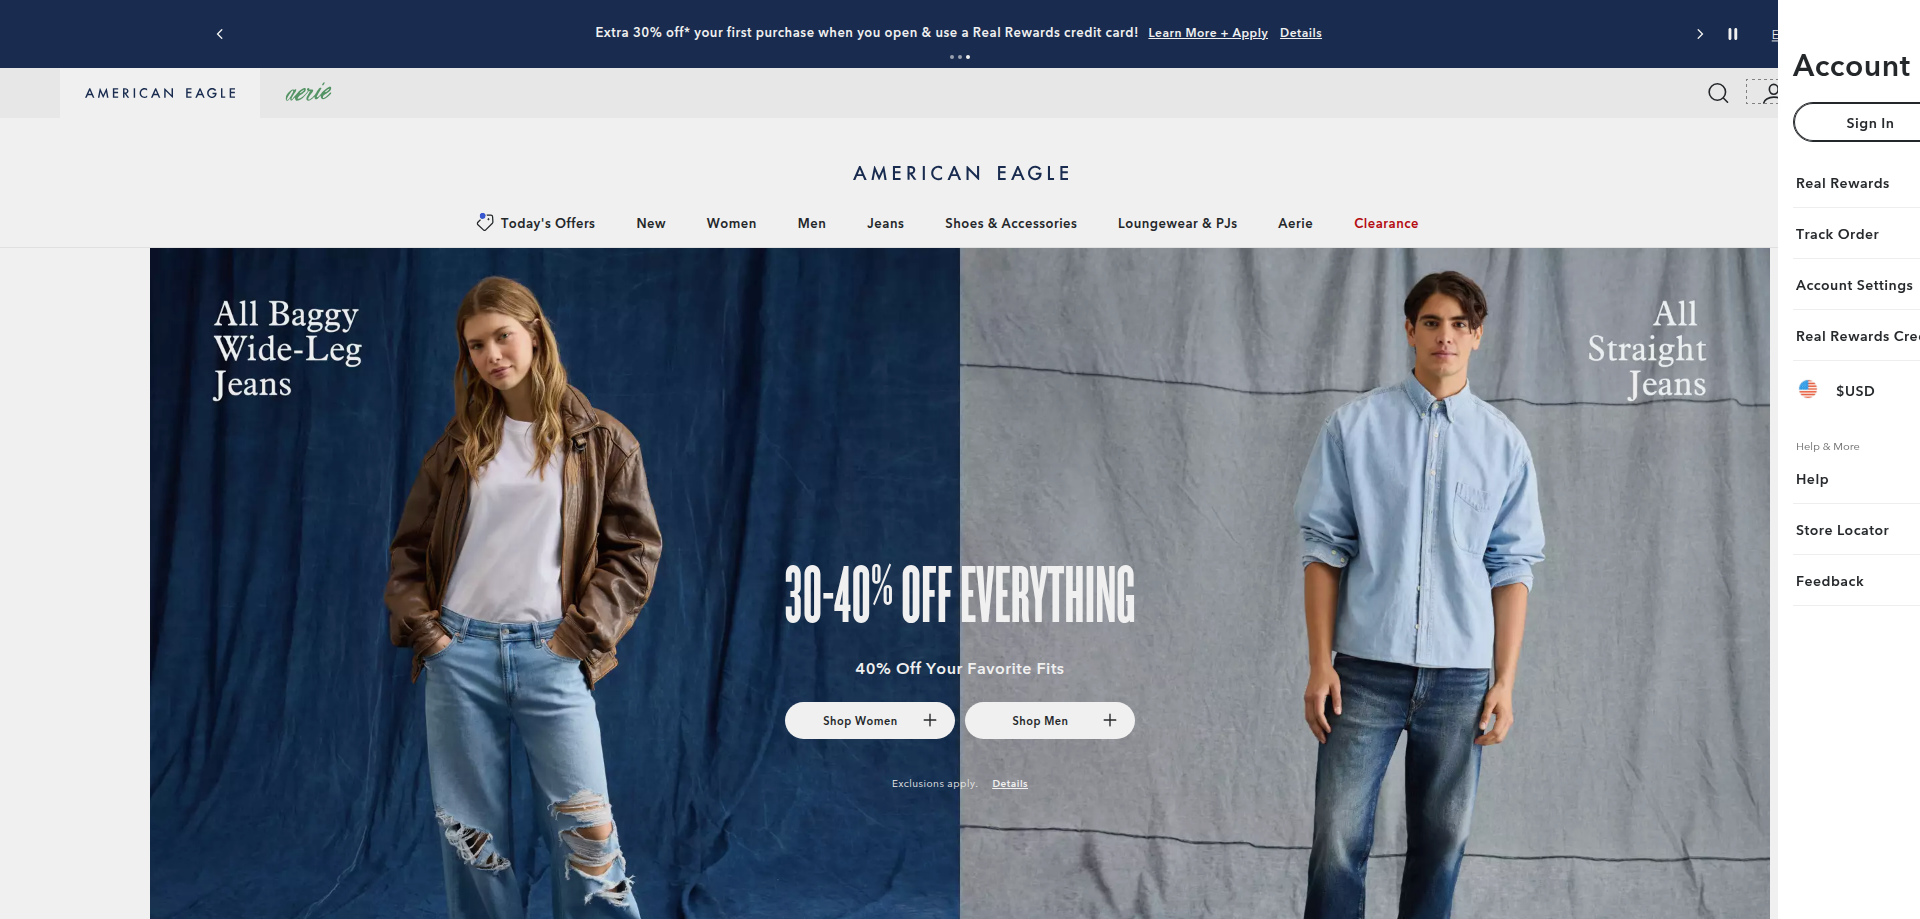 Extra 30% off* your first purchase when you open & use a Real Rewards credit card! Learn More + Apply Details
AMERICAN EAGLE
aerie
AMERICAN EAGLE
Today's Offers
New
Women
Men
Jeans
Shoes & Accessories
Loungewear & PJs
Aerie
Clearance
All Baggy
Wide-Leg
Jeans
All
Straight
Jeans
30-40% OFF EVERYTHING
40% Off Your Favorite Fits
Shop Women
Shop Men
Exclusions apply. Details
Account
Sign In
Real Rewards
Track Order
Account Settings
Real Rewards
$USD
Help & More
Help
Store Locator
Feedback